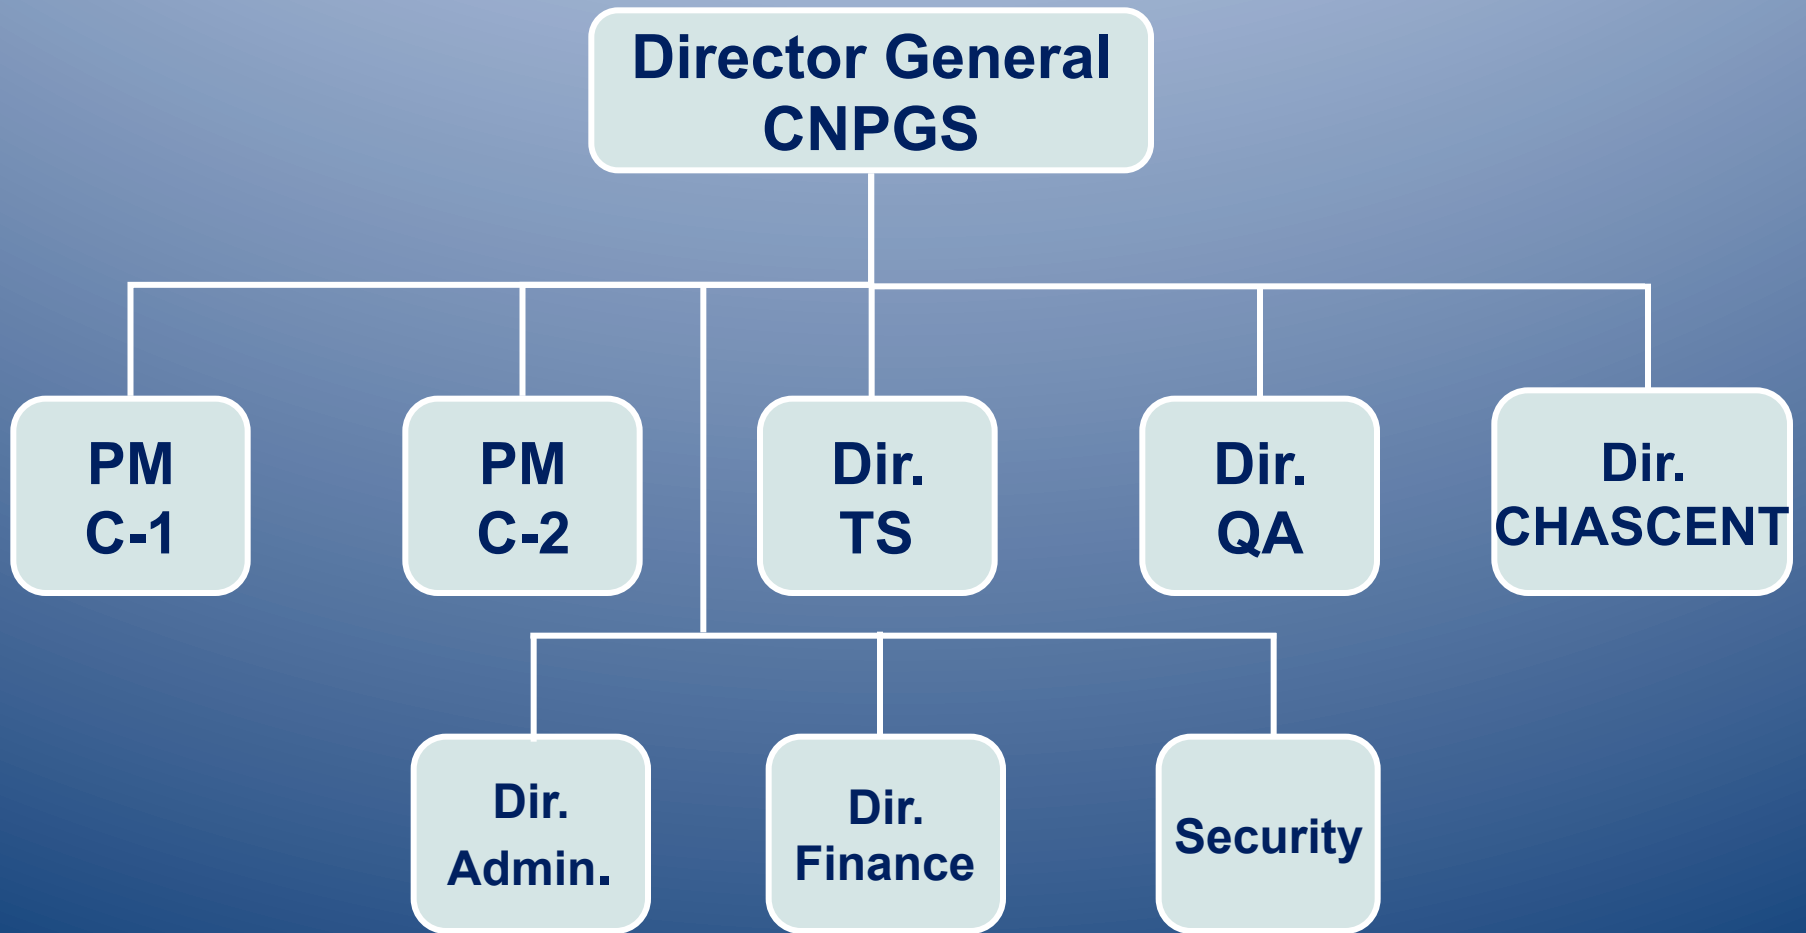 Director General
CNPGS
PM
C-1
PM
C-2
Dir.
TS
Dir.
QA
Dir.
CHASCENT
Dir.
Admin.
Dir.
Finance
Security